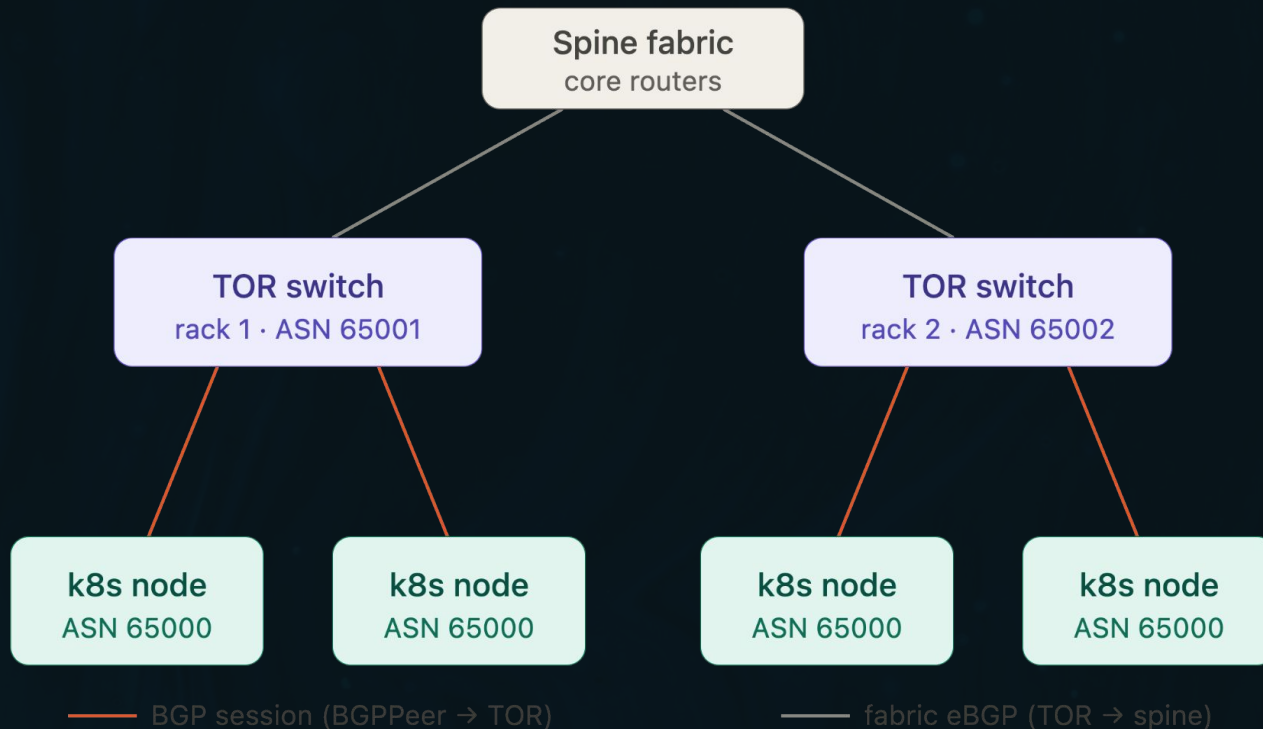 Spine fabric
core routers
TOR switch
rack 1 · ASN 65001
TOR switch
rack 2 · ASN 65002
k8s node
ASN 65000
k8s node
ASN 65000
k8s node
ASN 65000
k8s node
ASN 65000
BGP session (BGPPeer → TOR)
fabric eBGP (TOR → spine)